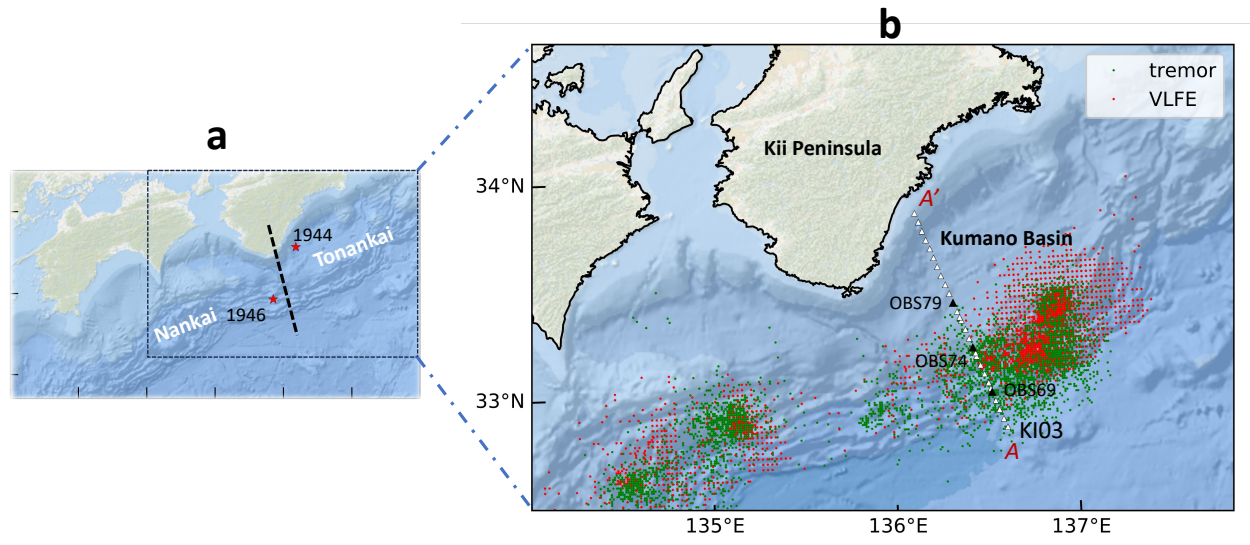 a
1944
Tonankai
1946
Nankai
b
tremor
VLFE
Kii Peninsula
34°N
A’
Kumano Basin
OBS79
OBS74
OBS69
33°N
KI03
A
135°E
136°E
137°E